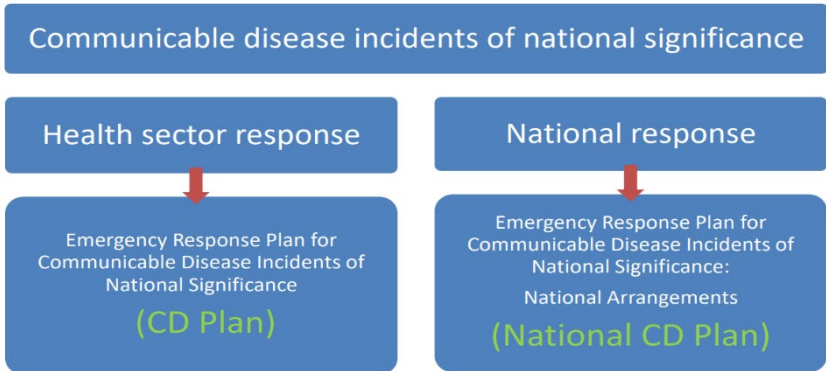 Communicable disease incidents of national significance
Health sector response
Emergency Response Plan for
Communicable Disease Incidents of
National Significance
(CD Plan)
National response
Emergency Response Plan for
Communicable Disease Incidents of
National Significance:
National Arrangements
(National CD Plan)